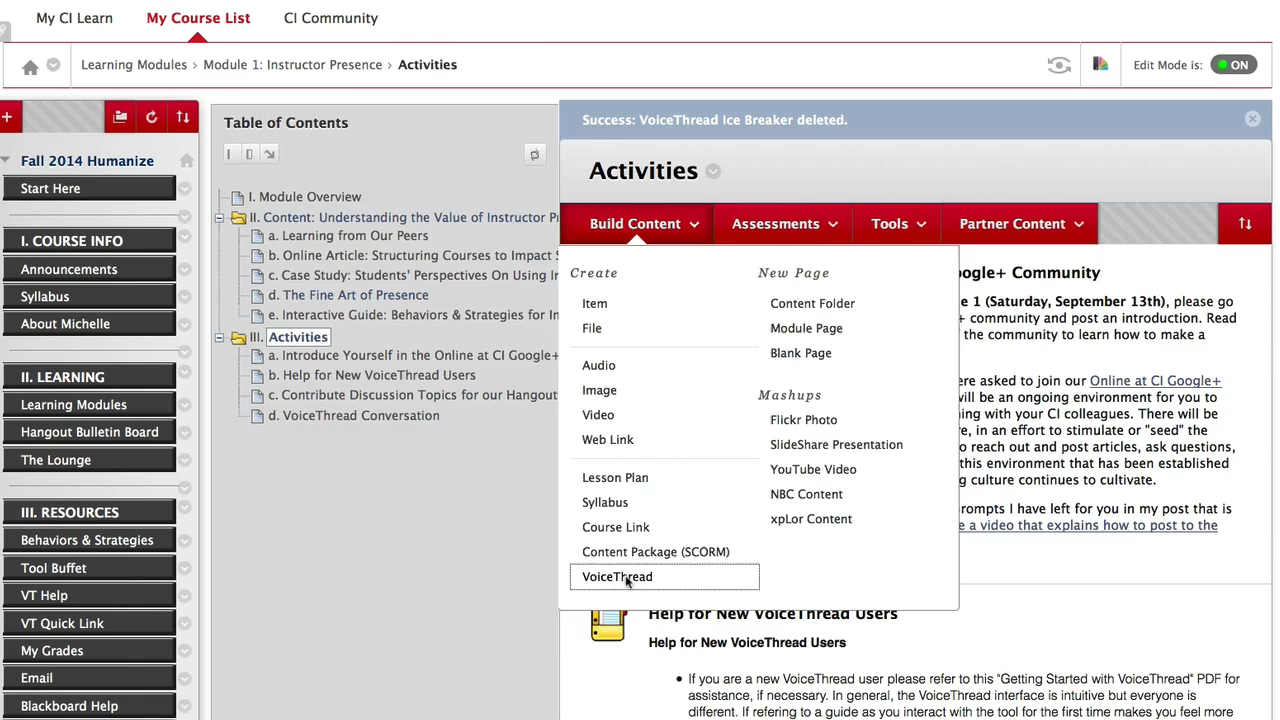 My CI Learn
My Course List
CI Community
Learning Modules > Module 1: Instructor Presence > Activities
Edit Mode is:
ON
Fall 2014 Humanize
Start Here
I. COURSE INFO
Announcements
Syllabus
About Michelle
II. LEARNING
Learning Modules
Hangout Bulletin Board
The Lounge
III. RESOURCES
Behaviors & Strategies
Tool Buffet
VT Help
VT Quick Link
My Grades
Email
Blackboard Help
Table of Contents
I. Module Overview
II. Content: Understanding the Value of Instructor Pr
a. Learning from Our Peers
b. Online Article: Structuring Courses to Impact S
c. Case Study: Students' Perspectives On Using In
d. The Fine Art of Presence
e. Interactive Guide: Behaviors & Strategies for In
III. Activities
a. Introduce Yourself in the Online at CI Google+
b. Help for New VoiceThread Users
c. Contribute Discussion Topics for our Hangout
d. VoiceThread Conversation
Success: VoiceThread Ice Breaker deleted.
Activities
Build Content
Assessments
Tools
Partner Content
Create
Item
File
Audio
Image
Video
Web Link
Lesson Plan
Syllabus
Course Link
Content Package (SCORM)
VoiceThread
New Page
Content Folder
Module Page
Blank Page
Mashups
Flickr Photo
SlideShare Presentation
YouTube Video
NBC Content
xpLor Content
oogle+ Community
e 1 (Saturday, September 13th), please go
+ community and post an introduction. Read
f the community to learn how to make a
ere asked to join our Online at CI Google+
will be an ongoing environment for you to
ing with your CI colleagues. There will be
re, in an effort to stimulate or "seed" the
to reach out and post articles, ask questions,
this environment that has been established
g culture continues to cultivate.
prompts I have left for you in my post that is
e a video that explains how to post to the
Help for New VoiceThread Users
Help for New VoiceThread Users
• If you are a new VoiceThread user please refer to this "Getting Started with VoiceThread" PDF for
assistance, if necessary. In general, the VoiceThread interface is intuitive but everyone is
different. If referring to a guide as you interact with the tool for the first time makes you feel more